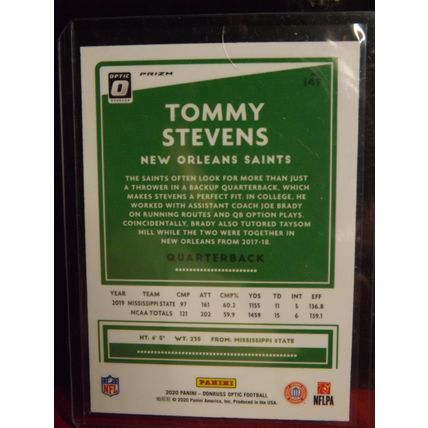 OPTIC
PRIZM
TOMMY
STEVENS
NEW ORLEANS SAINTS
THE SAINTS OFTEN LOOK FOR MORE THAN JUST
A THROWER IN A BACKUP QUARTERBACK, WHICH
MAKES STEVENS A PERFECT FIT. IN COLLEGE, HE
WORKED WITH ASSISTANT COACH JOE BRADY
ON RUNNING ROUTES AND QB OPTION PLAYS.
COINCIDENTALLY, BRADY ALSO TUTORED TAYSOM
HILL WHILE THE TWO WERE TOGETHER IN
NEW ORLEANS FROM 2017-18.
QUARTERBACK
YEAR TEAM CMP ATT CMP% YDS TD INT EFF
2019 MISSISSIPPI STATE 97 161 60.2 1155 11 5 136.8
NCAA TOTALS 121 202 59.9 1459 15 6 139.1
HT: 6' 5" WT: 235 FROM: MISSISSIPPI STATE
NFL
PANINI
NFLPA
2020 PANINI - DONRUSS OPTIC FOOTBALL
© 2020 Panini America, Inc. Produced in the USA.